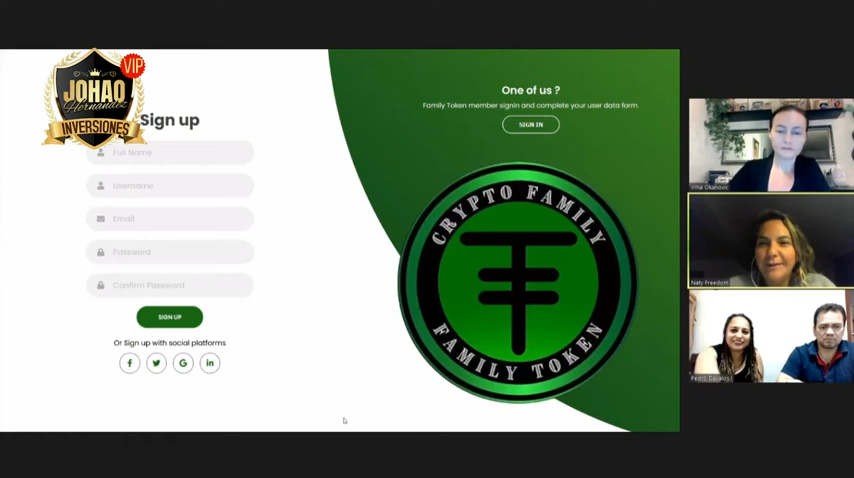 VIP
JOHAO
Hernandez
INVERSIONES
Sign up
Full Name
Username
Email
Password
Confirm Password
SIGN UP
Or Sign up with social platforms
One of us ?
Family Token member signin and complete your user data form.
SIGN IN
CRYPTO FAMILY
FAMILY TOKEN
Irma Okanovic
Naty Freedom
Pedro Dávalos